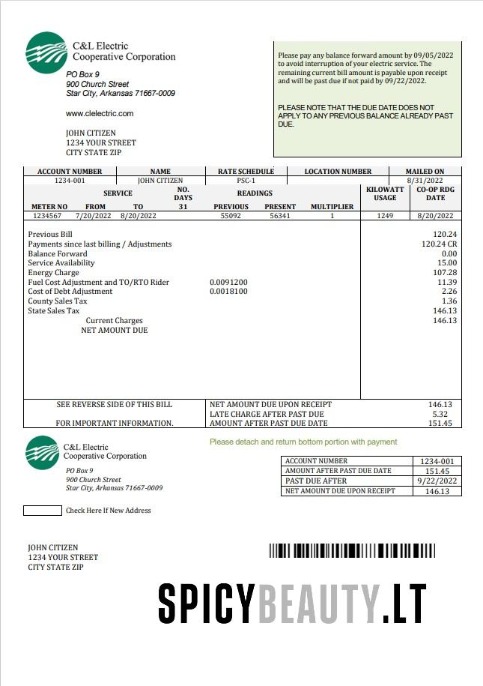 C&L Electric
Cooperative Corporation
PO Box 9
900 Church Street
Star City, Arkansas 71667-0009
www.clelectric.com
JOHN CITIZEN
1234 YOUR STREET
CITY STATE ZIP
Please pay any balance forward amount by 09/05/2022
to avoid interruption of your electric service. The
remaining current bill amount is payable upon receipt
and will be past due if not paid by 09/22/2022.
PLEASE NOTE THAT THE DUE DATE DOES NOT
APPLY TO ANY PREVIOUS BALANCE ALREADY PAST
DUE.
ACCOUNT NUMBER NAME RATE SCHEDULE LOCATION NUMBER MAILED ON
1234-001 JOHN CITIZEN PSC-1 8/31/2022
SERVICE NO. DAYS READINGS KILOWATT USAGE CO-OP RDG DATE
METER NO FROM TO 31 PREVIOUS PRESENT MULTIPLIER
1234567 7/20/2022 8/20/2022 55092 56341 1 1249 8/20/2022
Previous Bill 120.24
Payments since last billing / Adjustments 120.24 CR
Balance Forward 0.00
Service Availability 15.00
Energy Charge 107.28
Fuel Cost Adjustment and TO/RTO Rider 0.0091200 11.39
Cost of Debt Adjustment 0.0018100 2.26
County Sales Tax 1.36
State Sales Tax 146.13
Current Charges 146.13
NET AMOUNT DUE
SEE REVERSE SIDE OF THIS BILL NET AMOUNT DUE UPON RECEIPT 146.13
LATE CHARGE AFTER PAST DUE 5.32
FOR IMPORTANT INFORMATION. AMOUNT AFTER PAST DUE DATE 151.45
Please detach and return bottom portion with payment
C&L Electric
Cooperative Corporation
PO Box 9
900 Church Street
Star City, Arkansas 71667-0009
ACCOUNT NUMBER 1234-001
AMOUNT AFTER PAST DUE DATE 151.45
PAST DUE AFTER 9/22/2022
NET AMOUNT DUE UPON RECEIPT 146.13
Check Here If New Address
JOHN CITIZEN
1234 YOUR STREET
CITY STATE ZIP
SPICYBEAUTY.LT